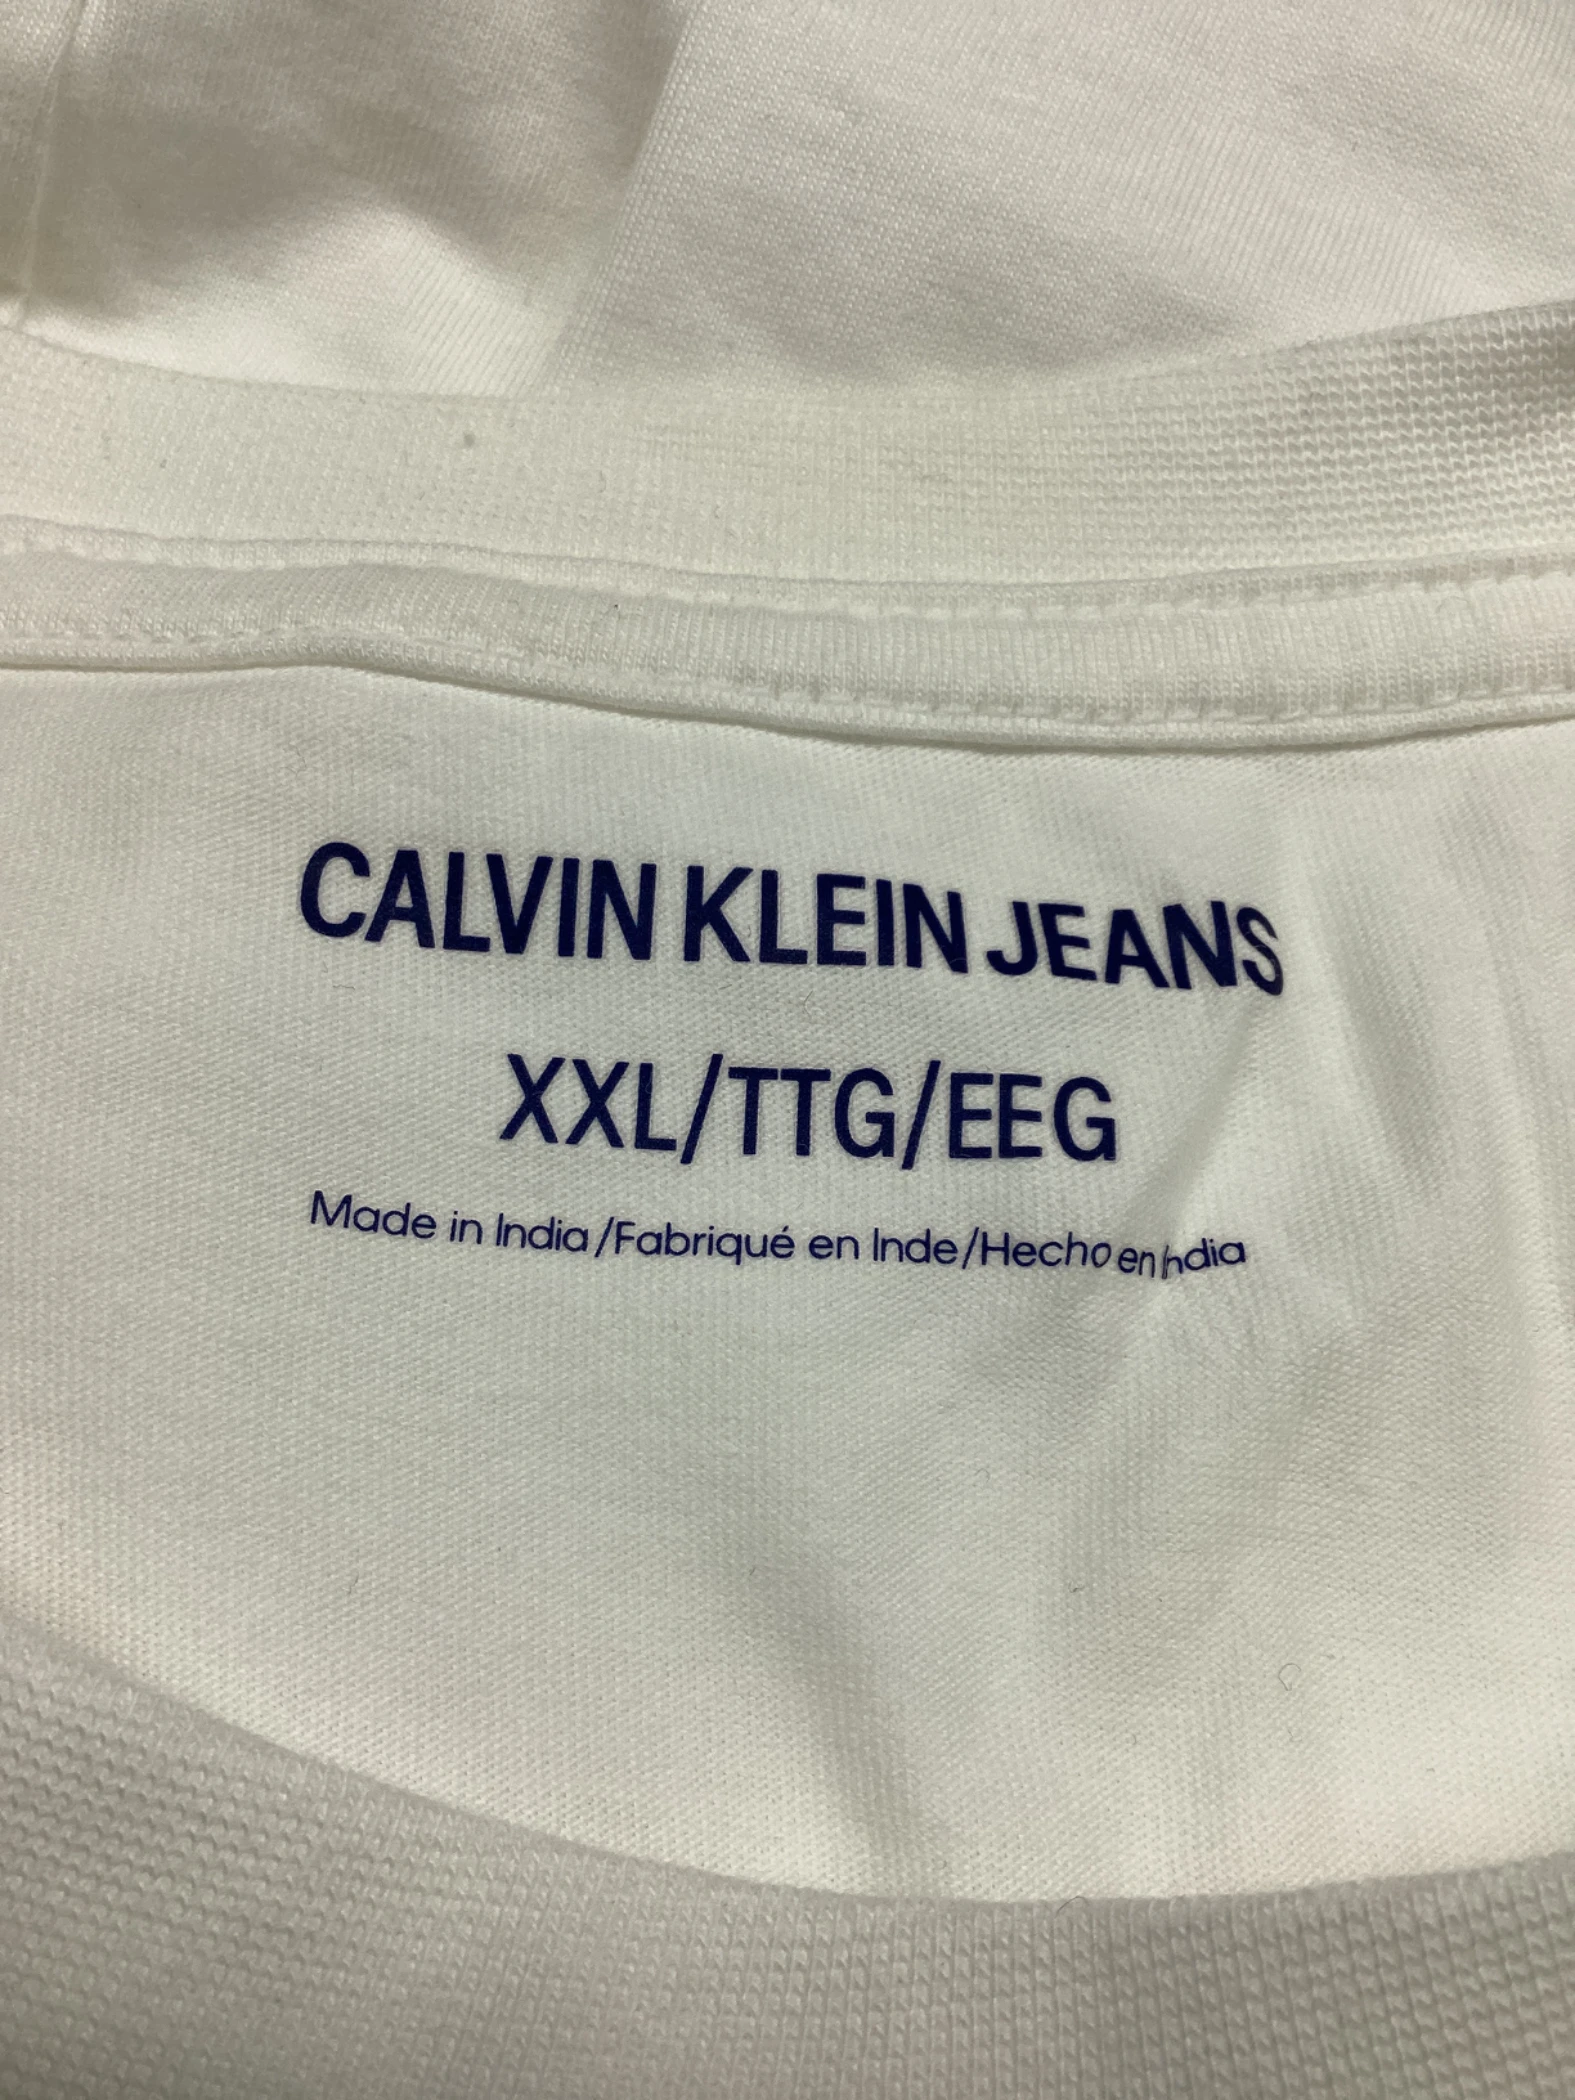 CALVIN KLEIN JEANS
XXL/TTG/EEG
Made in India/Fabriqué en Inde/Hecho en India